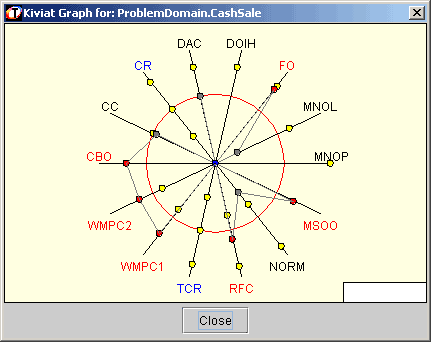 Kiviat Graph for: ProblemDomain.CashSale
DAC
DOIH
CR
FO
CC
MNOL
CBO
MNOP
WMPC2
MSOO
WMPC1
NORM
TCR
RFC
Close